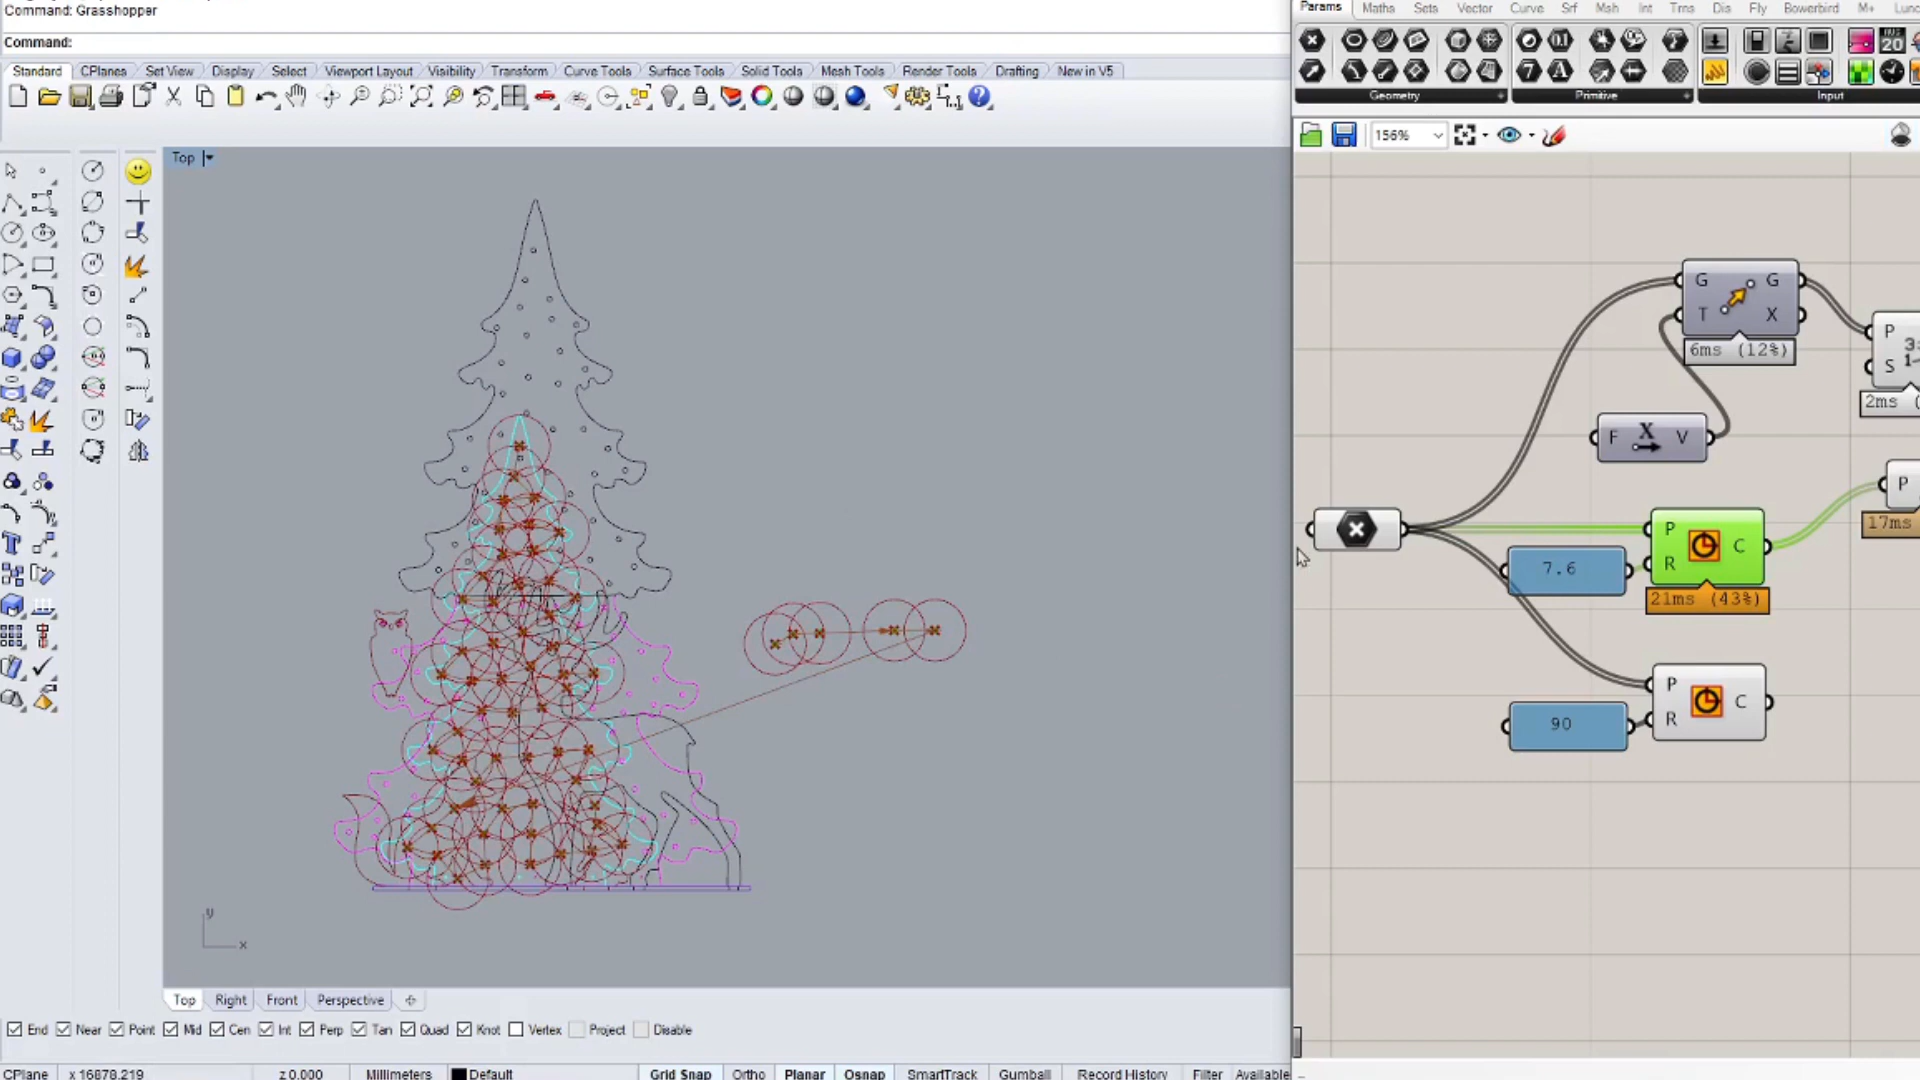 Command: Grasshopper
Command:
Standard CPlanes Set View Display Select Viewport Layout Visibility Transform Curve Tools Surface Tools Solid Tools Mesh Tools Render Tools Drafting New in V5
Top
y
x
Top Right Front Perspective
End Near Point Mid Cen Int Perp Tan Quad Knot Vertex Project Disable
CPlane x 16878.219 z 0.000 Millimeters Default Grid Snap Ortho Planar Osnap SmartTrack Gumball Record History Filter Available
Params Maths Sets Vector Curve Srf Msh Int Trns Dis Fly Bowerbird M+
Geometry Primitive Input
156%
G G
T X
6ms (12%)
P
S
2ms
F X V
P
17ms
P C
R
7.6
21ms (43%)
P C
R
90